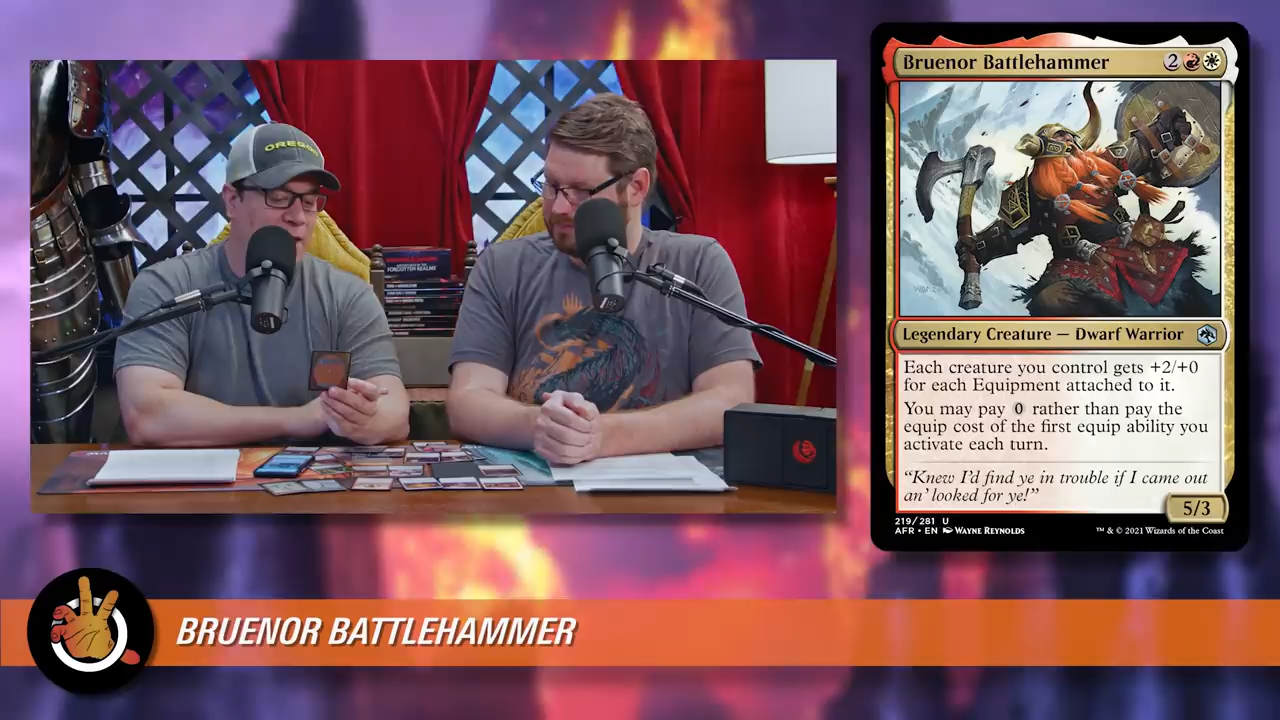 Bruenor Battlehammer 2
OREGON
FORGOTTEN REALMS
Legendary Creature — Dwarf Warrior
Each creature you control gets +2/+0
for each Equipment attached to it.
You may pay 0 rather than pay the
equip cost of the first equip ability you
activate each turn.
“Knew I’d find ye in trouble if I came out
an’ looked for ye!”
5/3
219/281 U
AFR • EN WAYNE REYNOLDS
™ & © 2021 Wizards of the Coast
BRUENOR BATTLEHAMMER